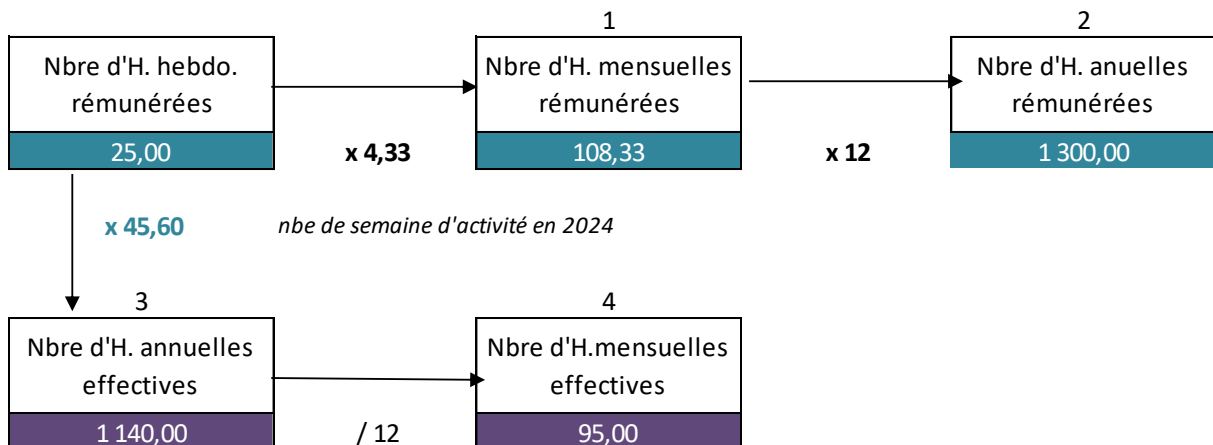 1
2
Nbre d'H. hebdo.
rémunérées
Nbre d'H. mensuelles
rémunérées
Nbre d'H. anuelles
rémunérées
25,00
x 4,33
108,33
x 12
1 300,00
x 45,60
nbe de semaine d'activité en 2024
3
4
Nbre d'H. annuelles
effectives
Nbre d'H.mensuelles
effectives
1 140,00
/ 12
95,00